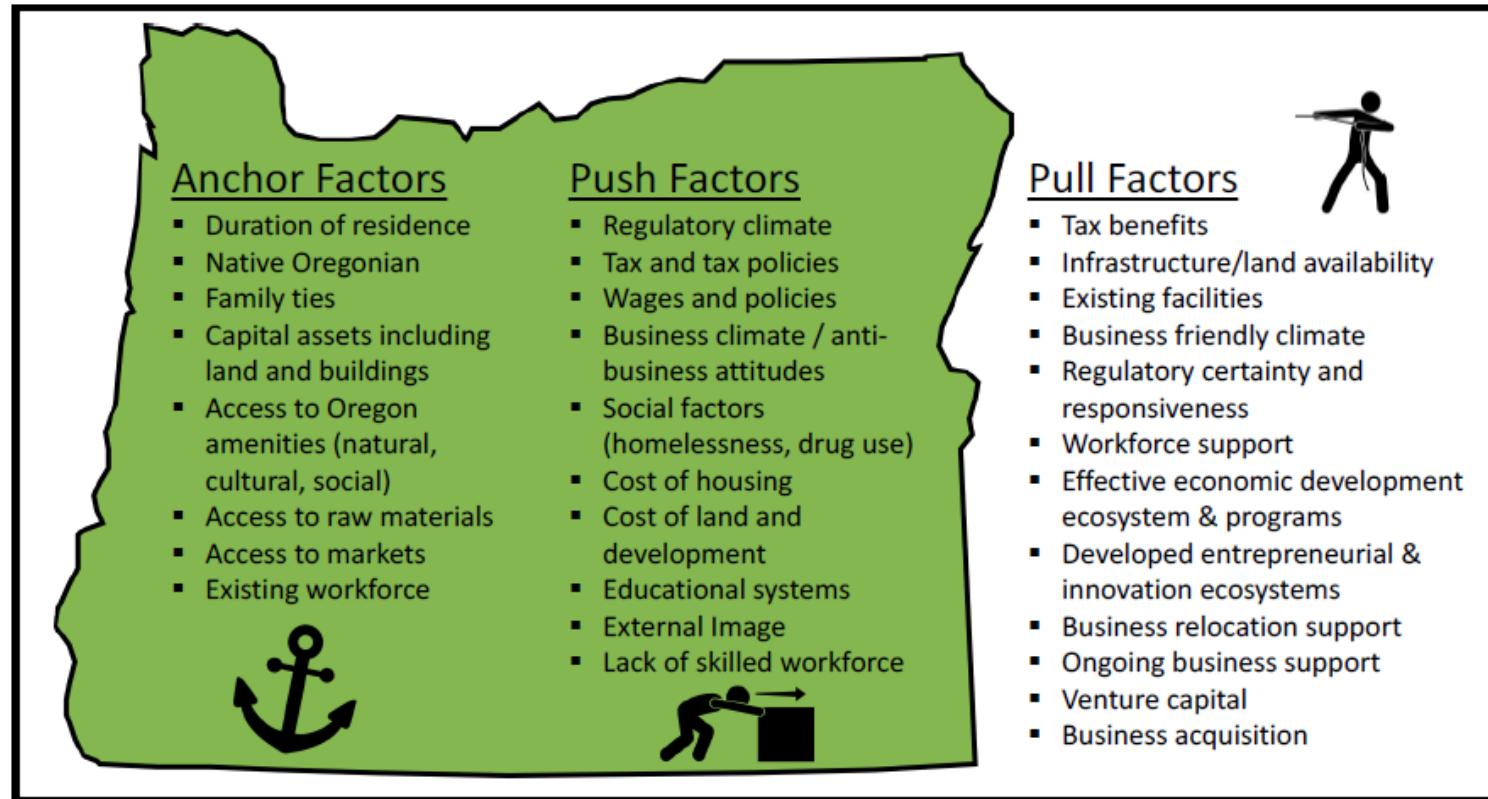 Anchor Factors
▪ Duration of residence
▪ Native Oregonian
▪ Family ties
▪ Capital assets including
land and buildings
▪ Access to Oregon
amenities (natural,
cultural, social)
▪ Access to raw materials
▪ Access to markets
▪ Existing workforce
Push Factors
▪ Regulatory climate
▪ Tax and tax policies
▪ Wages and policies
▪ Business climate / anti-
business attitudes
▪ Social factors
(homelessness, drug use)
▪ Cost of housing
▪ Cost of land and
development
▪ Educational systems
▪ External Image
▪ Lack of skilled workforce
Pull Factors
▪ Tax benefits
▪ Infrastructure/land availability
▪ Existing facilities
▪ Business friendly climate
▪ Regulatory certainty and
responsiveness
▪ Workforce support
▪ Effective economic development
ecosystem & programs
▪ Developed entrepreneurial &
innovation ecosystems
▪ Business relocation support
▪ Ongoing business support
▪ Venture capital
▪ Business acquisition